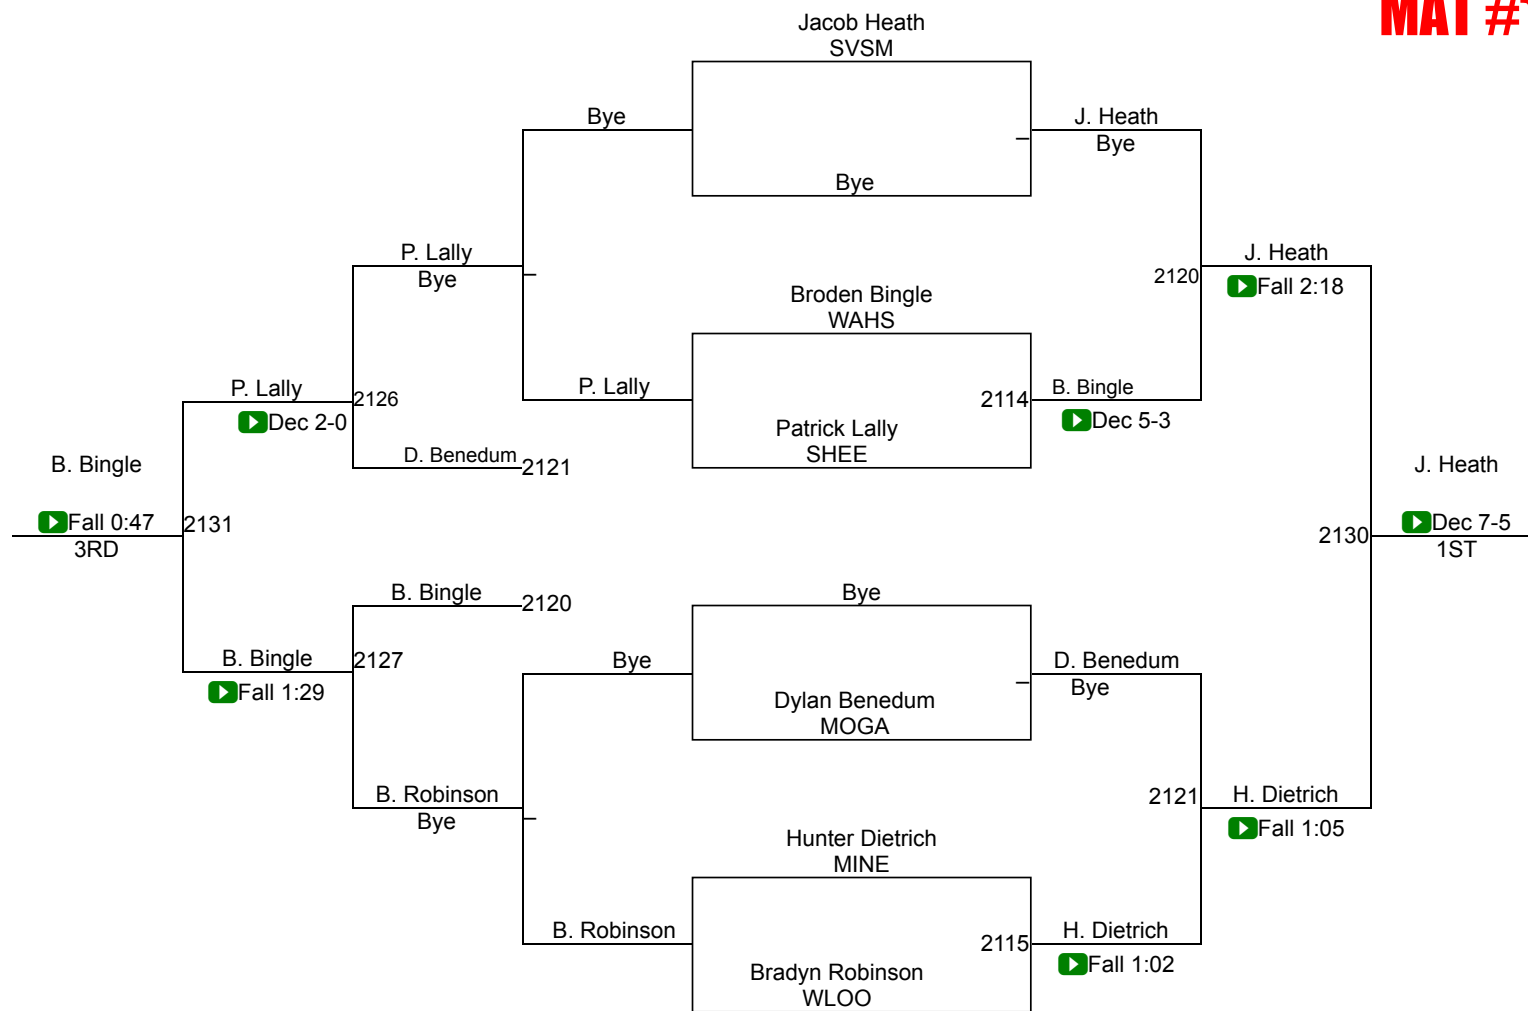 MAT #
Jacob Heath
SVSM
Bye
J. Heath
Bye
Bye
P. Lally
Bye
J. Heath
2120
Fall 2:18
Broden Bingle
WAHS
P. Lally
2126
Dec 2-0
P. Lally
2114
B. Bingle
Dec 5-3
Patrick Lally
SHEE
D. Benedum
2121
B. Bingle
J. Heath
Fall 0:47
2131
3RD
2130
Dec 7-5
1ST
B. Bingle
2120
Bye
B. Bingle
2127
Fall 1:29
Bye
D. Benedum
Bye
Dylan Benedum
MOGA
B. Robinson
Bye
2121
H. Dietrich
Fall 1:05
Hunter Dietrich
MINE
B. Robinson
2115
H. Dietrich
Fall 1:02
Bradyn Robinson
WLOO